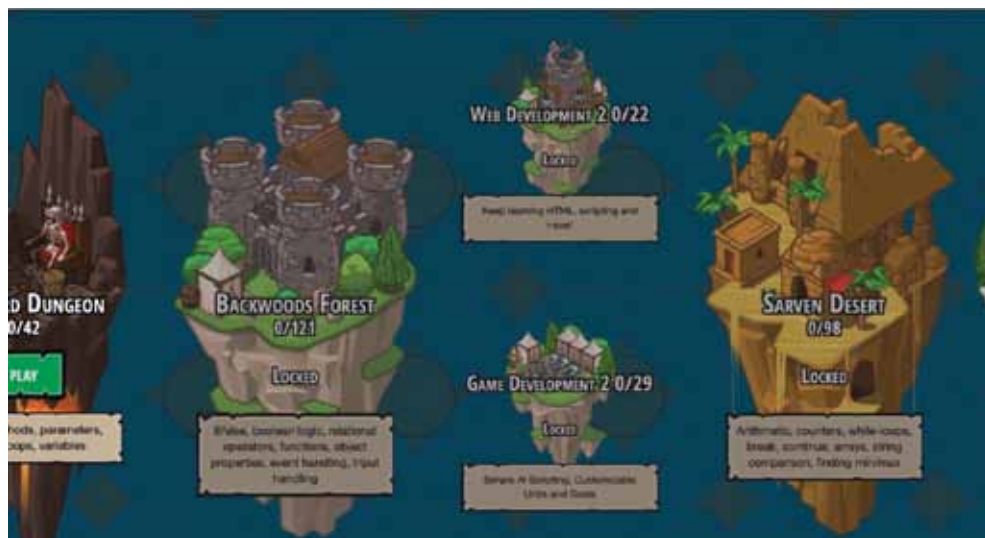 RD DUNGEON
0/42
PLAY
hods, parameters,
oops, variables
BACKWOODS FOREST
0/121
LOCKED
If/else, boolean logic, relational
operators, functions, object
properties, event handling, input
handling
WEB DEVELOPMENT 2 0/22
LOCKED
Keep learning HTML, scripting and
more!
GAME DEVELOPMENT 2 0/29
LOCKED
Simple AI Scripting, Customizable
Units and Goals
SARVEN DESERT
0/98
LOCKED
Arithmetic, counters, while-loops,
break, continue, arrays, string
comparison, finding min/max